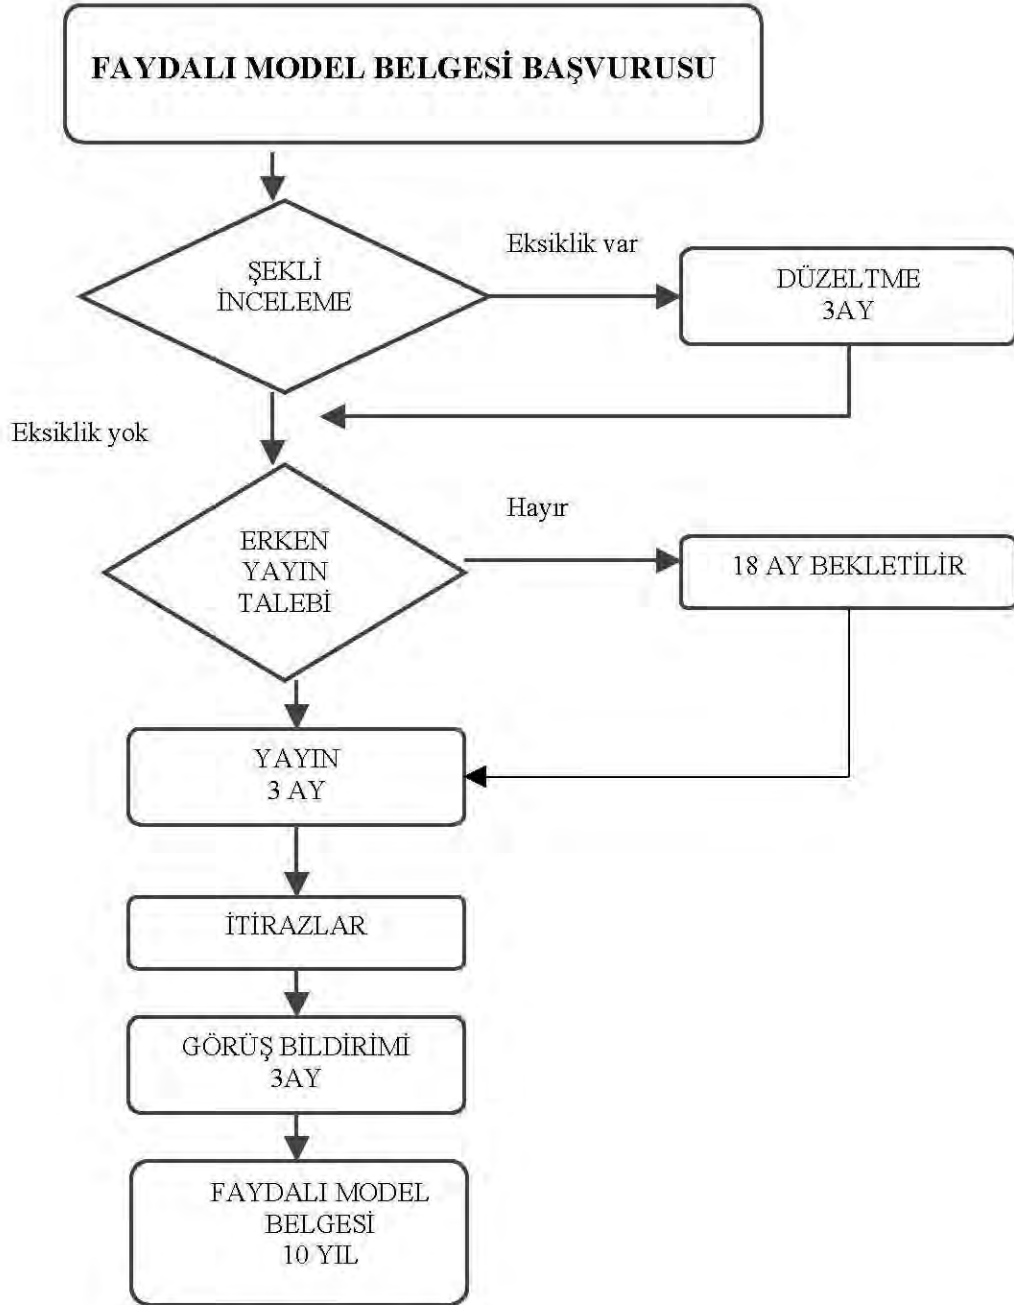 FAYDALI MODEL BELGESİ BAŞVURUSU
ŞEKLİ
İNCELEME
Eksiklik var
DÜZELTME
3AY
Eksiklik yok
ERKEN
YAYIN
TALEBİ
Hayır
18 AY BEKLETİLİR
YAYIN
3 AY
İTİRAZLAR
GÖRÜŞ BİLDİRİMİ
3AY
FAYDALI MODEL
BELGESİ
10 YIL